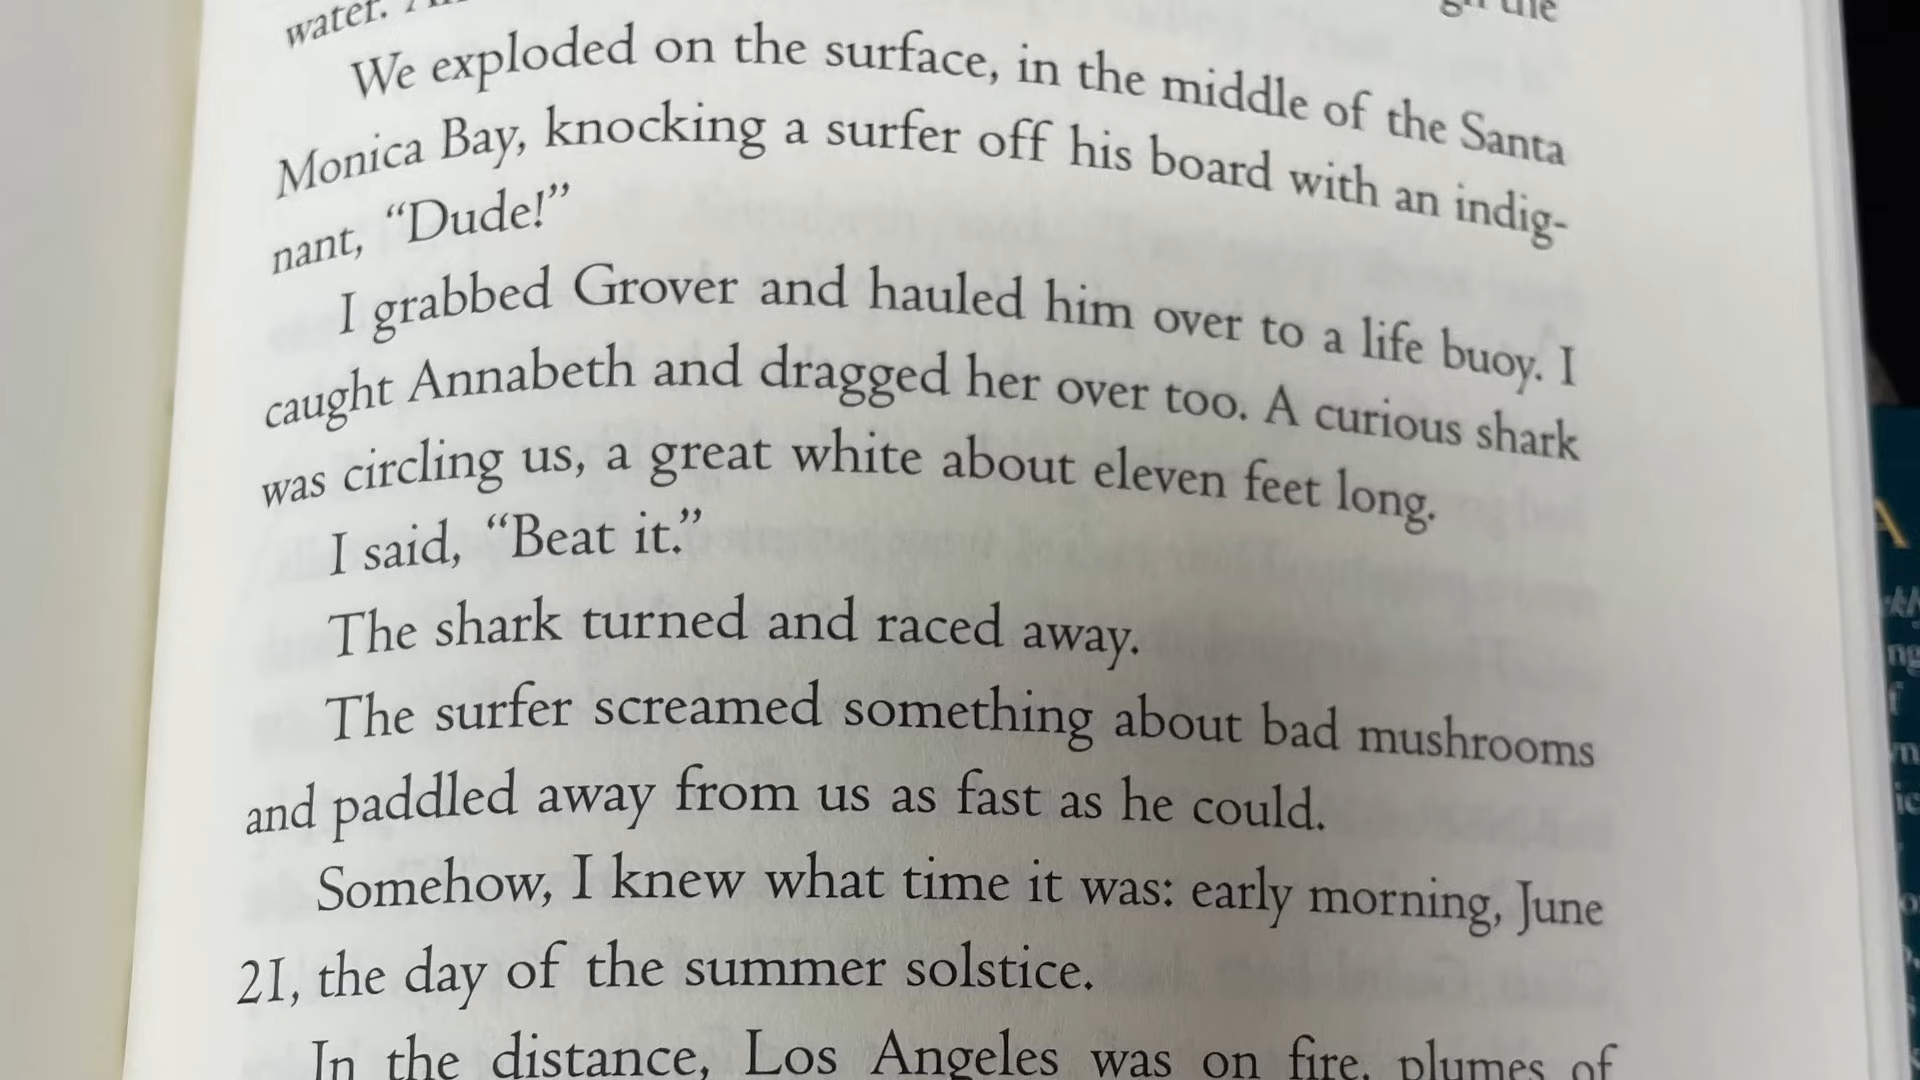 water.
We exploded on the surface, in the middle of the Santa
Monica Bay, knocking a surfer off his board with an indig-
nant, “Dude!”
I grabbed Grover and hauled him over to a life buoy. I
caught Annabeth and dragged her over too. A curious shark
was circling us, a great white about eleven feet long.
I said, “Beat it.”
The shark turned and raced away.
The surfer screamed something about bad mushrooms
and paddled away from us as fast as he could.
Somehow, I knew what time it was: early morning, June
21, the day of the summer solstice.
In the distance, Los Angeles was on fire, plumes of